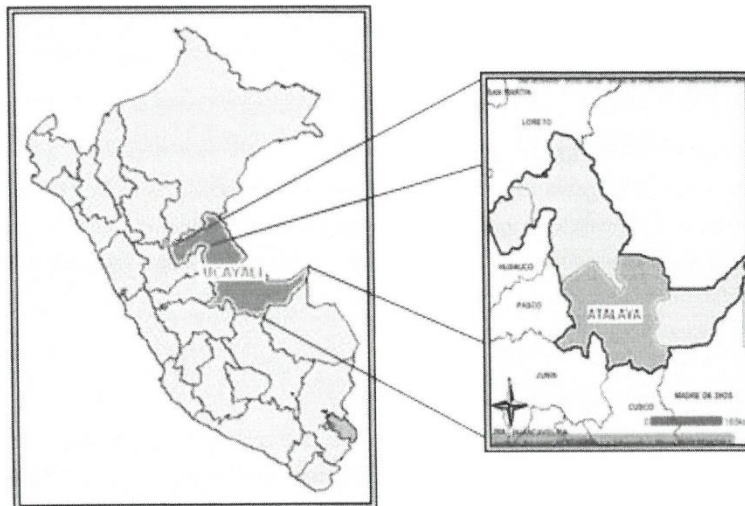 UCAYALI
SAN MARTIN
LORETO
HUANUCO
PASCO
ATALAYA
JUNIN
MADRE DE DIOS
CUSCO